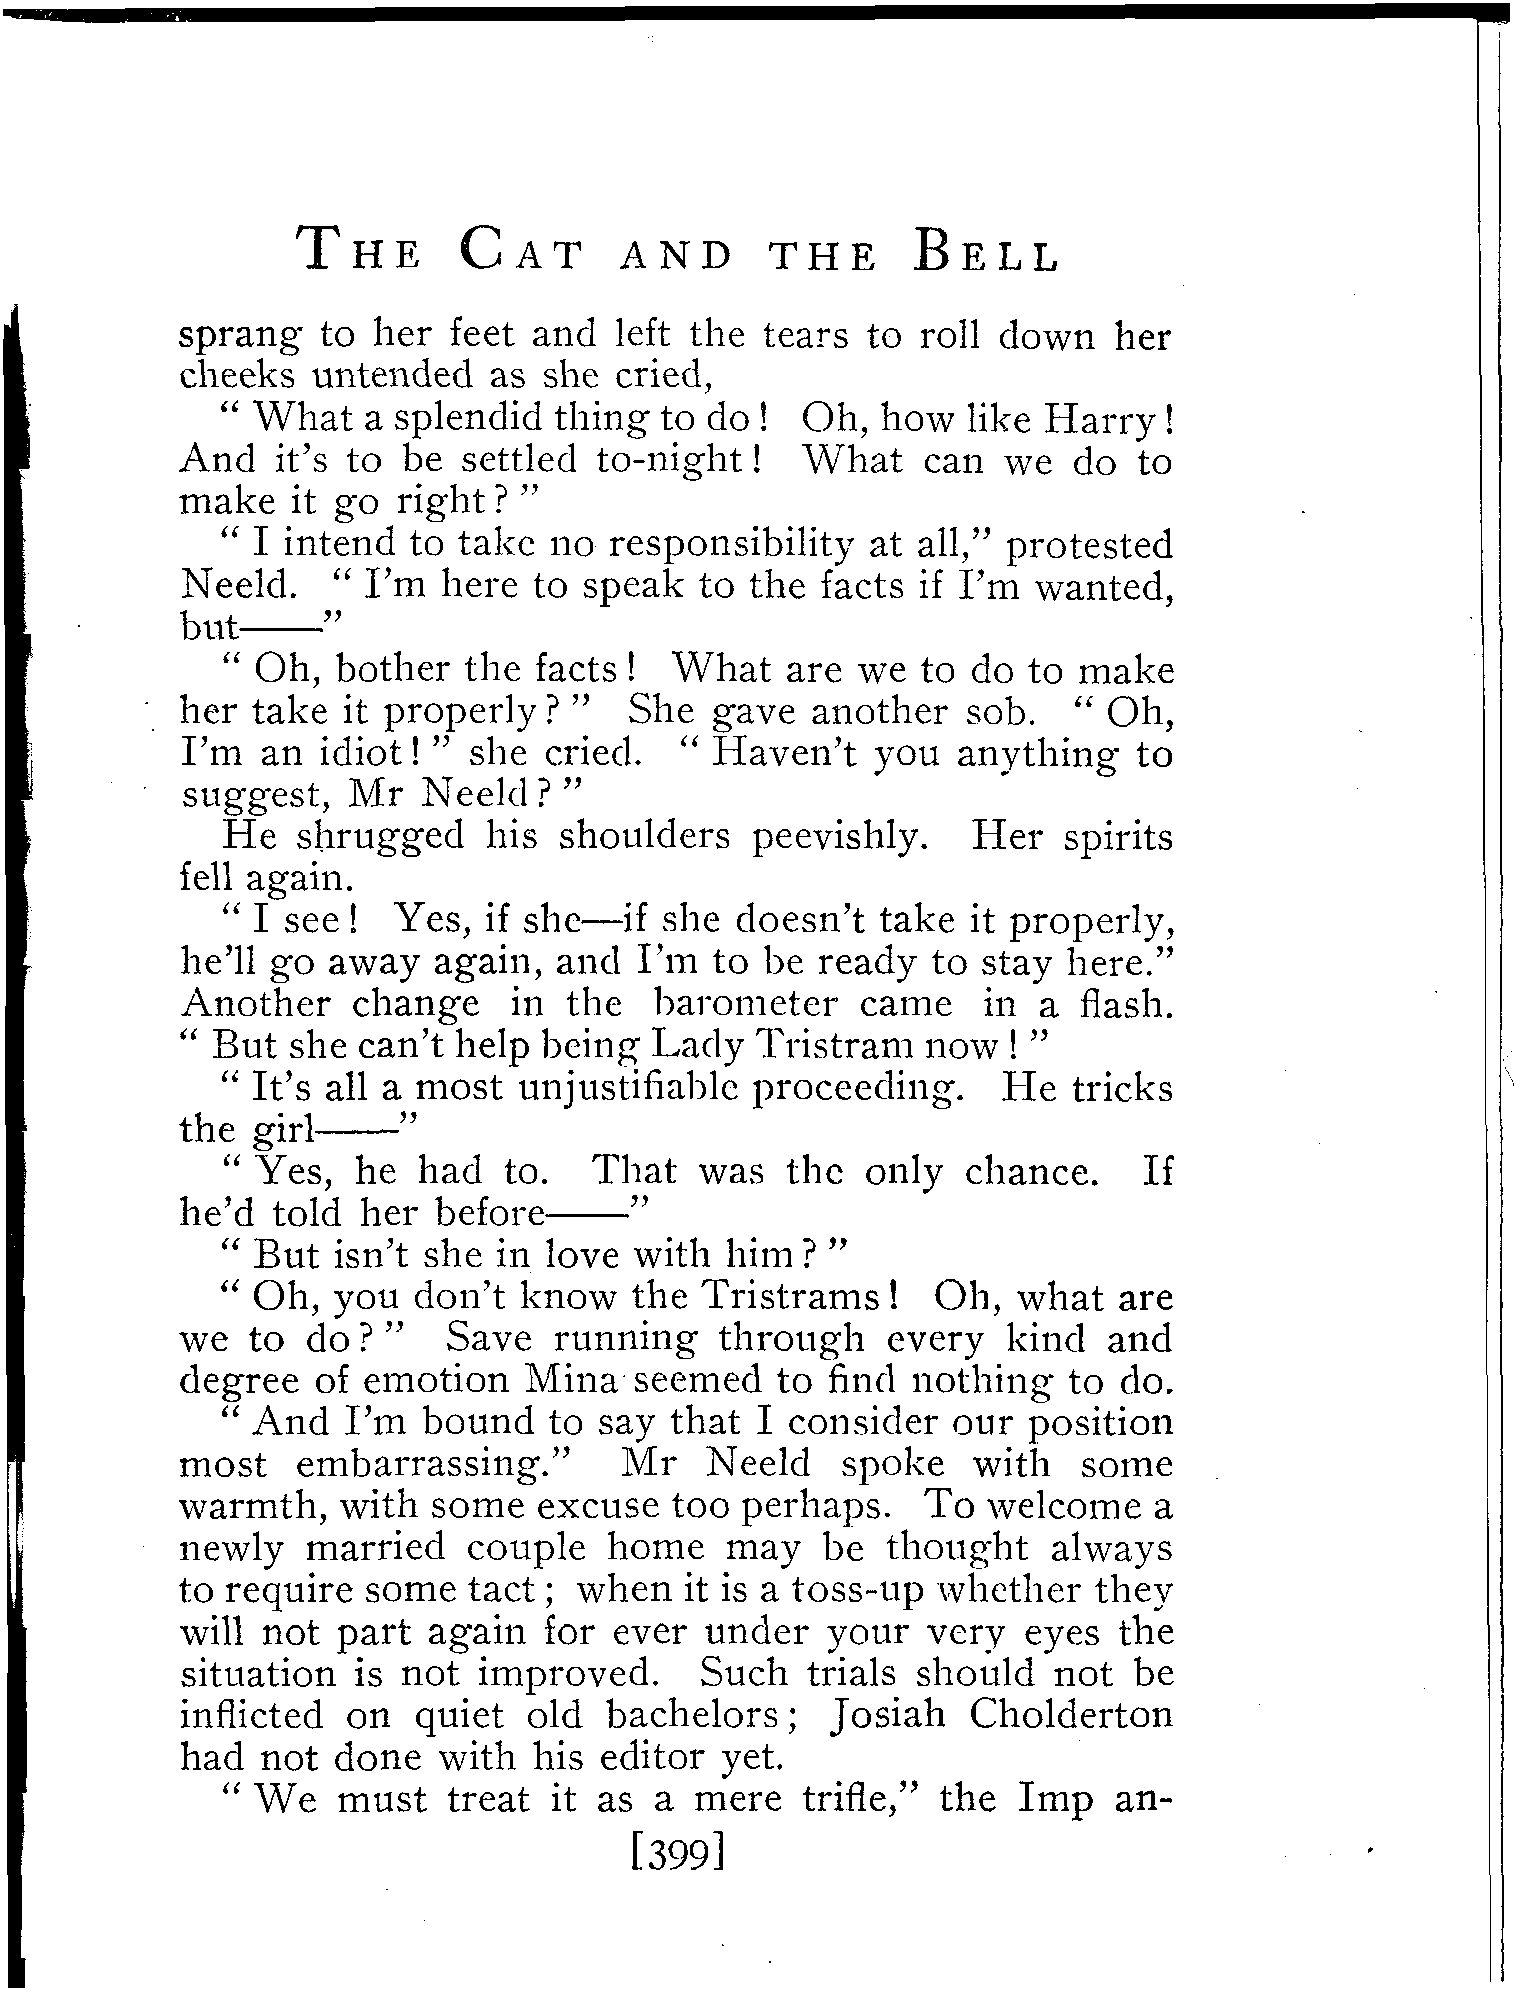 THE CAT AND THE BELL
sprang to her feet and left the tears to roll down her
cheeks untended as she cried,
“ What a splendid thing to do ! Oh, how like Harry !
And it's to be settled to-night ! What can we do to
make it go right ? ”
“ I intend to take no responsibility at all,” protested
Neeld. “ I'm here to speak to the facts if I'm wanted,
but——”
“ Oh, bother the facts ! What are we to do to make
her take it properly ? ” She gave another sob. “ Oh,
I'm an idiot ! ” she cried. “ Haven't you anything to
suggest, Mr Neeld ? ”
He shrugged his shoulders peevishly. Her spirits
fell again.
“ I see ! Yes, if she—if she doesn't take it properly,
he'll go away again, and I'm to be ready to stay here.”
Another change in the barometer came in a flash.
“ But she can't help being Lady Tristram now ! ”
“ It's all a most unjustifiable proceeding. He tricks
the girl——”
“ Yes, he had to. That was the only chance. If
he'd told her before——”
“ But isn't she in love with him ? ”
“ Oh, you don't know the Tristrams ! Oh, what are
we to do ? ” Save running through every kind and
degree of emotion Mina seemed to find nothing to do.
“ And I'm bound to say that I consider our position
most embarrassing.” Mr Neeld spoke with some
warmth, with some excuse too perhaps. To welcome a
newly married couple home may be thought always
to require some tact ; when it is a toss-up whether they
will not part again for ever under your very eyes the
situation is not improved. Such trials should not be
inflicted on quiet old bachelors ; Josiah Cholderton
had not done with his editor yet.
“ We must treat it as a mere trifle,” the Imp an-
[399]